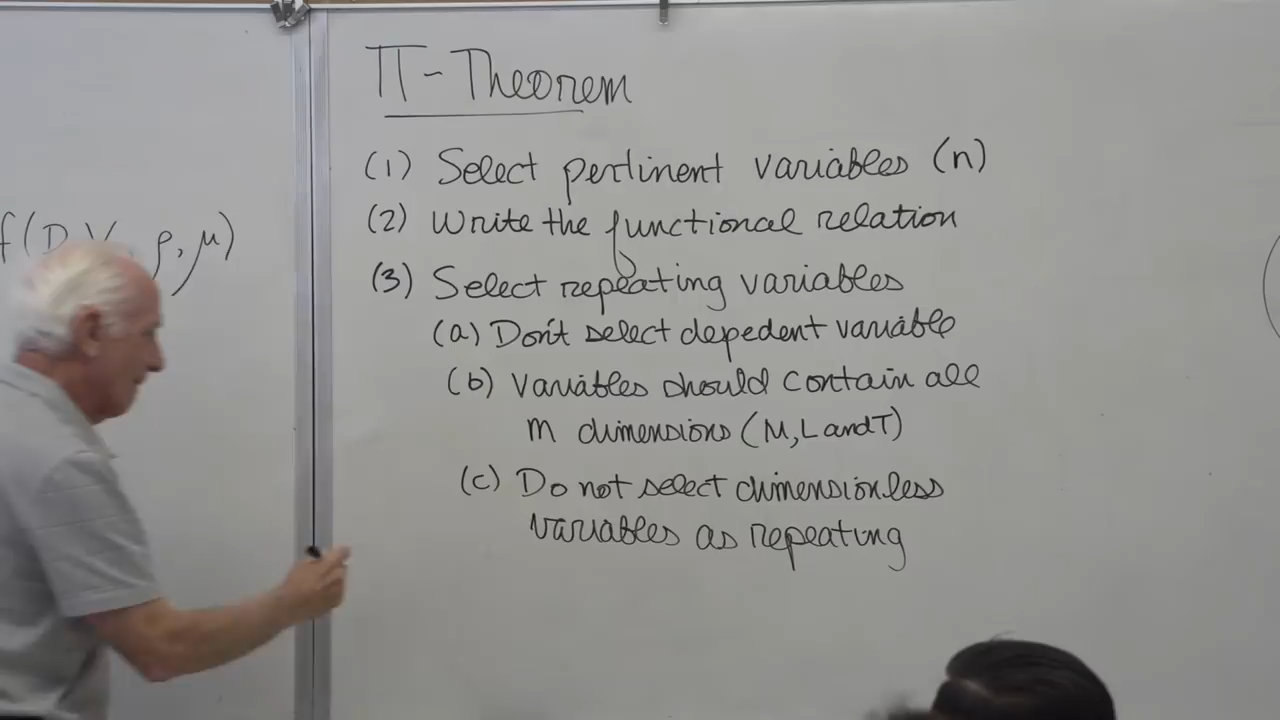 Π-Theorem
(1) Select pertinent variables (n)
(2) Write the functional relation
f(D, V, ρ, μ)
(3) Select repeating variables
(a) Don't select depedent variable
(b) Variables should contain all
m dimensions (M, L and T)
(c) Do not select dimensionless
variables as repeating